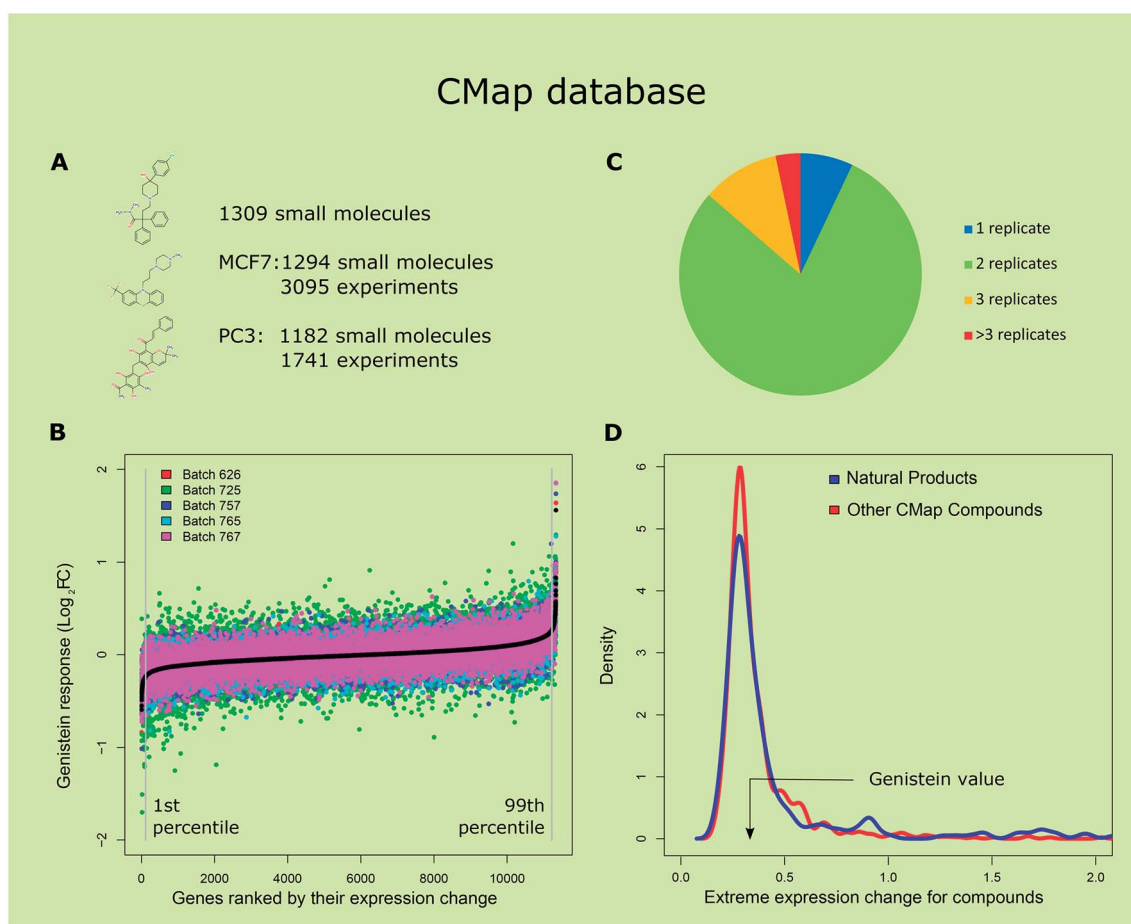 CMap database
A
1309 small molecules
MCF7:1294 small molecules
3095 experiments
PC3: 1182 small molecules
1741 experiments
C
1 replicate
2 replicates
3 replicates
>3 replicates
B
Batch 626
Batch 725
Batch 757
Batch 765
Batch 767
Genistein response (Log 2FC)
2
1
0
−1
−2
1st
percentile
99th
percentile
0 2000 4000 6000 8000 10000
Genes ranked by their expression change
D
Natural Products
Other CMap Compounds
Genistein value
Density
6
5
4
3
2
1
0
0.0 0.5 1.0 1.5 2.0
Extreme expression change for compounds